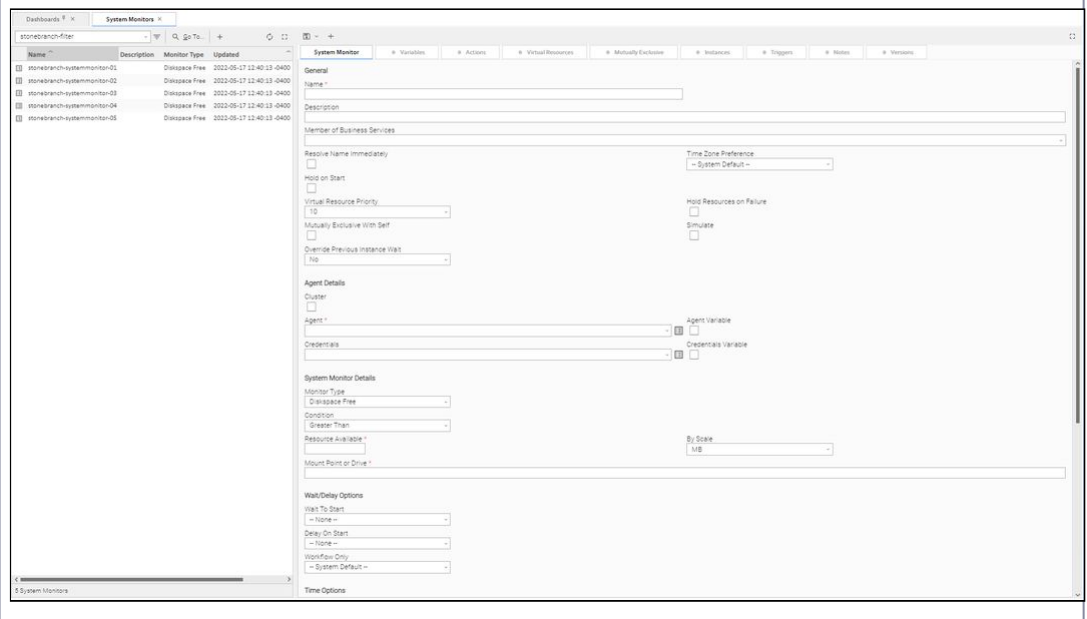 Dashboards × System Monitors ×
stonebranch-filter Go To...
Name Description Monitor Type Updated
stonebranch-systemmonitor-01 Diskspace Free 2022-05-17 12:40:13 -0400
stonebranch-systemmonitor-02 Diskspace Free 2022-05-17 12:40:13 -0400
stonebranch-systemmonitor-03 Diskspace Free 2022-05-17 12:40:13 -0400
stonebranch-systemmonitor-04 Diskspace Free 2022-05-17 12:40:13 -0400
stonebranch-systemmonitor-05 Diskspace Free 2022-05-17 12:40:13 -0400
5 System Monitors
System Monitor Variables Actions Virtual Resources Mutually Exclusive Instances Triggers Notes Versions
General
Name *
Description
Member of Business Services
Resolve Name Immediately Time Zone Preference
-- System Default --
Hold on Start
Virtual Resource Priority Hold Resources on Failure
10
Mutually Exclusive With Self Simulate
Override Previous Instance Wait
No
Agent Details
Cluster
Agent * Agent Variable
Credentials Credentials Variable
System Monitor Details
Monitor Type
Diskspace Free
Condition
Greater Than
Resource Available * By Scale
MB
Mount Point or Drive *
Wait/Delay Options
Wait To Start
-- None --
Delay On Start
-- None --
Workflow Only
-- System Default --
Time Options